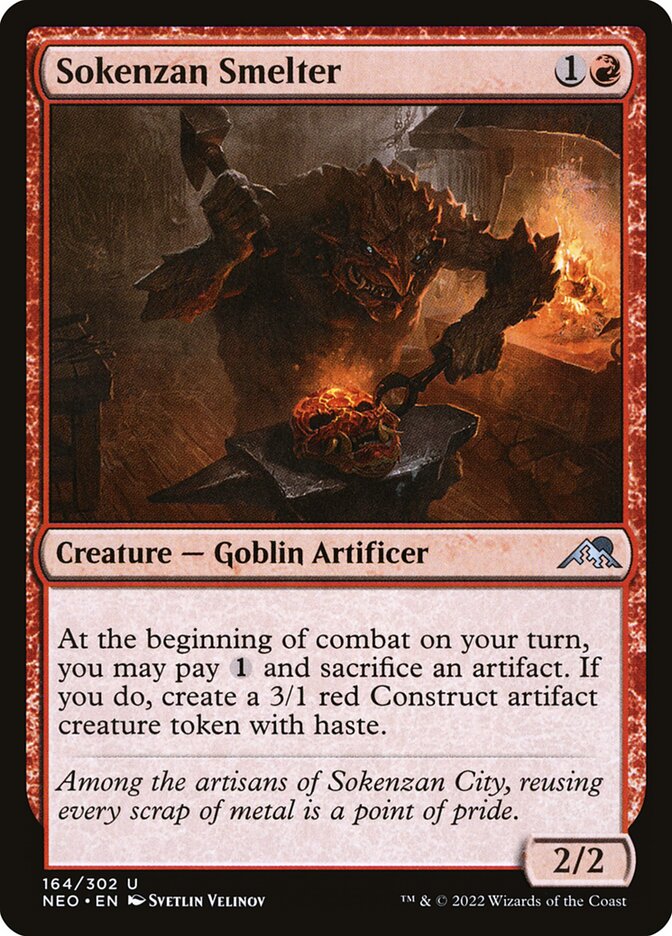 Sokenzan Smelter 1
Creature — Goblin Artificer
At the beginning of combat on your turn,
you may pay 1 and sacrifice an artifact. If
you do, create a 3/1 red Construct artifact
creature token with haste.
Among the artisans of Sokenzan City, reusing
every scrap of metal is a point of pride.
2/2
164/302 U
NEO • EN Svetlin Velinov
™ & © 2022 Wizards of the Coast